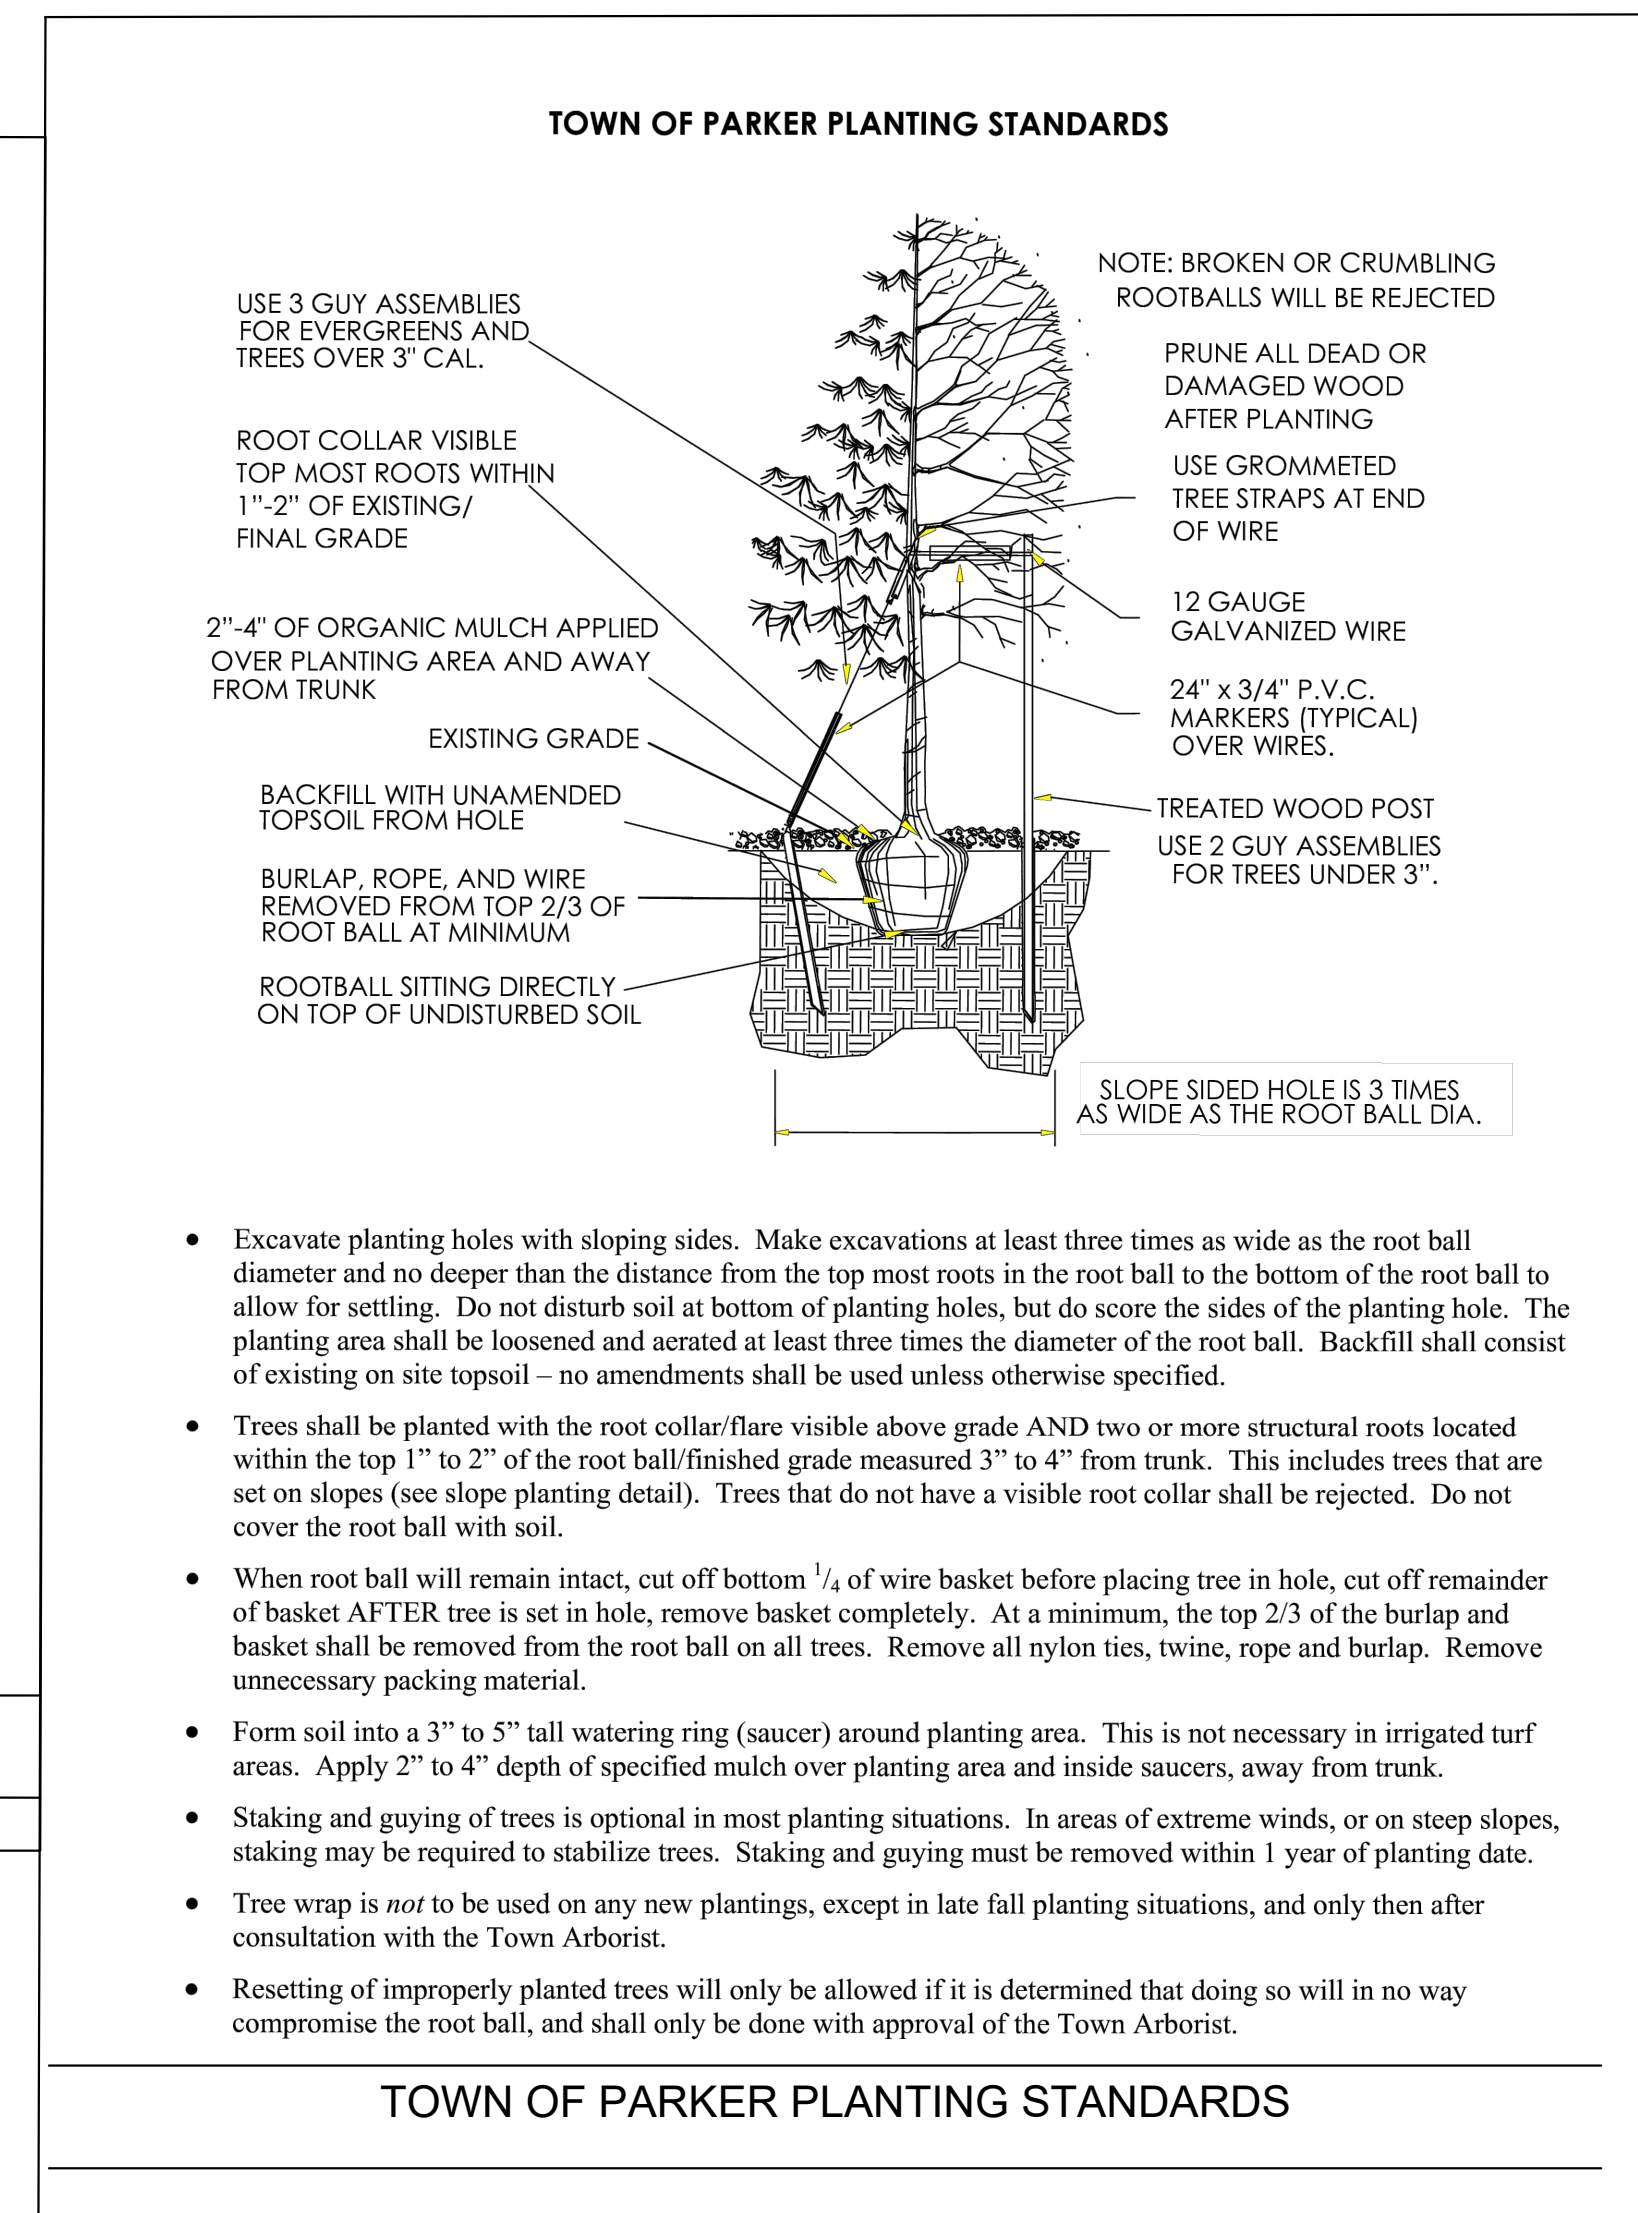 TOWN OF PARKER PLANTING STANDARDS
USE 3 GUY ASSEMBLIES
FOR EVERGREENS AND
TREES OVER 3" CAL.
ROOT COLLAR VISIBLE
TOP MOST ROOTS WITHIN
1”-2” OF EXISTING/
FINAL GRADE
2”-4" OF ORGANIC MULCH APPLIED
OVER PLANTING AREA AND AWAY
FROM TRUNK
EXISTING GRADE
BACKFILL WITH UNAMENDED
TOPSOIL FROM HOLE
BURLAP, ROPE, AND WIRE
REMOVED FROM TOP 2/3 OF
ROOT BALL AT MINIMUM
ROOTBALL SITTING DIRECTLY
ON TOP OF UNDISTURBED SOIL
NOTE: BROKEN OR CRUMBLING
ROOTBALLS WILL BE REJECTED
PRUNE ALL DEAD OR
DAMAGED WOOD
AFTER PLANTING
USE GROMMETED
TREE STRAPS AT END
OF WIRE
12 GAUGE
GALVANIZED WIRE
24" x 3/4" P.V.C.
MARKERS (TYPICAL)
OVER WIRES.
TREATED WOOD POST
USE 2 GUY ASSEMBLIES
FOR TREES UNDER 3”.
SLOPE SIDED HOLE IS 3 TIMES
AS WIDE AS THE ROOT BALL DIA.
• Excavate planting holes with sloping sides. Make excavations at least three times as wide as the root ball
diameter and no deeper than the distance from the top most roots in the root ball to the bottom of the root ball to
allow for settling. Do not disturb soil at bottom of planting holes, but do score the sides of the planting hole. The
planting area shall be loosened and aerated at least three times the diameter of the root ball. Backfill shall consist
of existing on site topsoil – no amendments shall be used unless otherwise specified.
• Trees shall be planted with the root collar/flare visible above grade AND two or more structural roots located
within the top 1” to 2” of the root ball/finished grade measured 3” to 4” from trunk. This includes trees that are
set on slopes (see slope planting detail). Trees that do not have a visible root collar shall be rejected. Do not
cover the root ball with soil.
• When root ball will remain intact, cut off bottom 1/4 of wire basket before placing tree in hole, cut off remainder
of basket AFTER tree is set in hole, remove basket completely. At a minimum, the top 2/3 of the burlap and
basket shall be removed from the root ball on all trees. Remove all nylon ties, twine, rope and burlap. Remove
unnecessary packing material.
• Form soil into a 3” to 5” tall watering ring (saucer) around planting area. This is not necessary in irrigated turf
areas. Apply 2” to 4” depth of specified mulch over planting area and inside saucers, away from trunk.
• Staking and guying of trees is optional in most planting situations. In areas of extreme winds, or on steep slopes,
staking may be required to stabilize trees. Staking and guying must be removed within 1 year of planting date.
• Tree wrap is not to be used on any new plantings, except in late fall planting situations, and only then after
consultation with the Town Arborist.
• Resetting of improperly planted trees will only be allowed if it is determined that doing so will in no way
compromise the root ball, and shall only be done with approval of the Town Arborist.
TOWN OF PARKER PLANTING STANDARDS